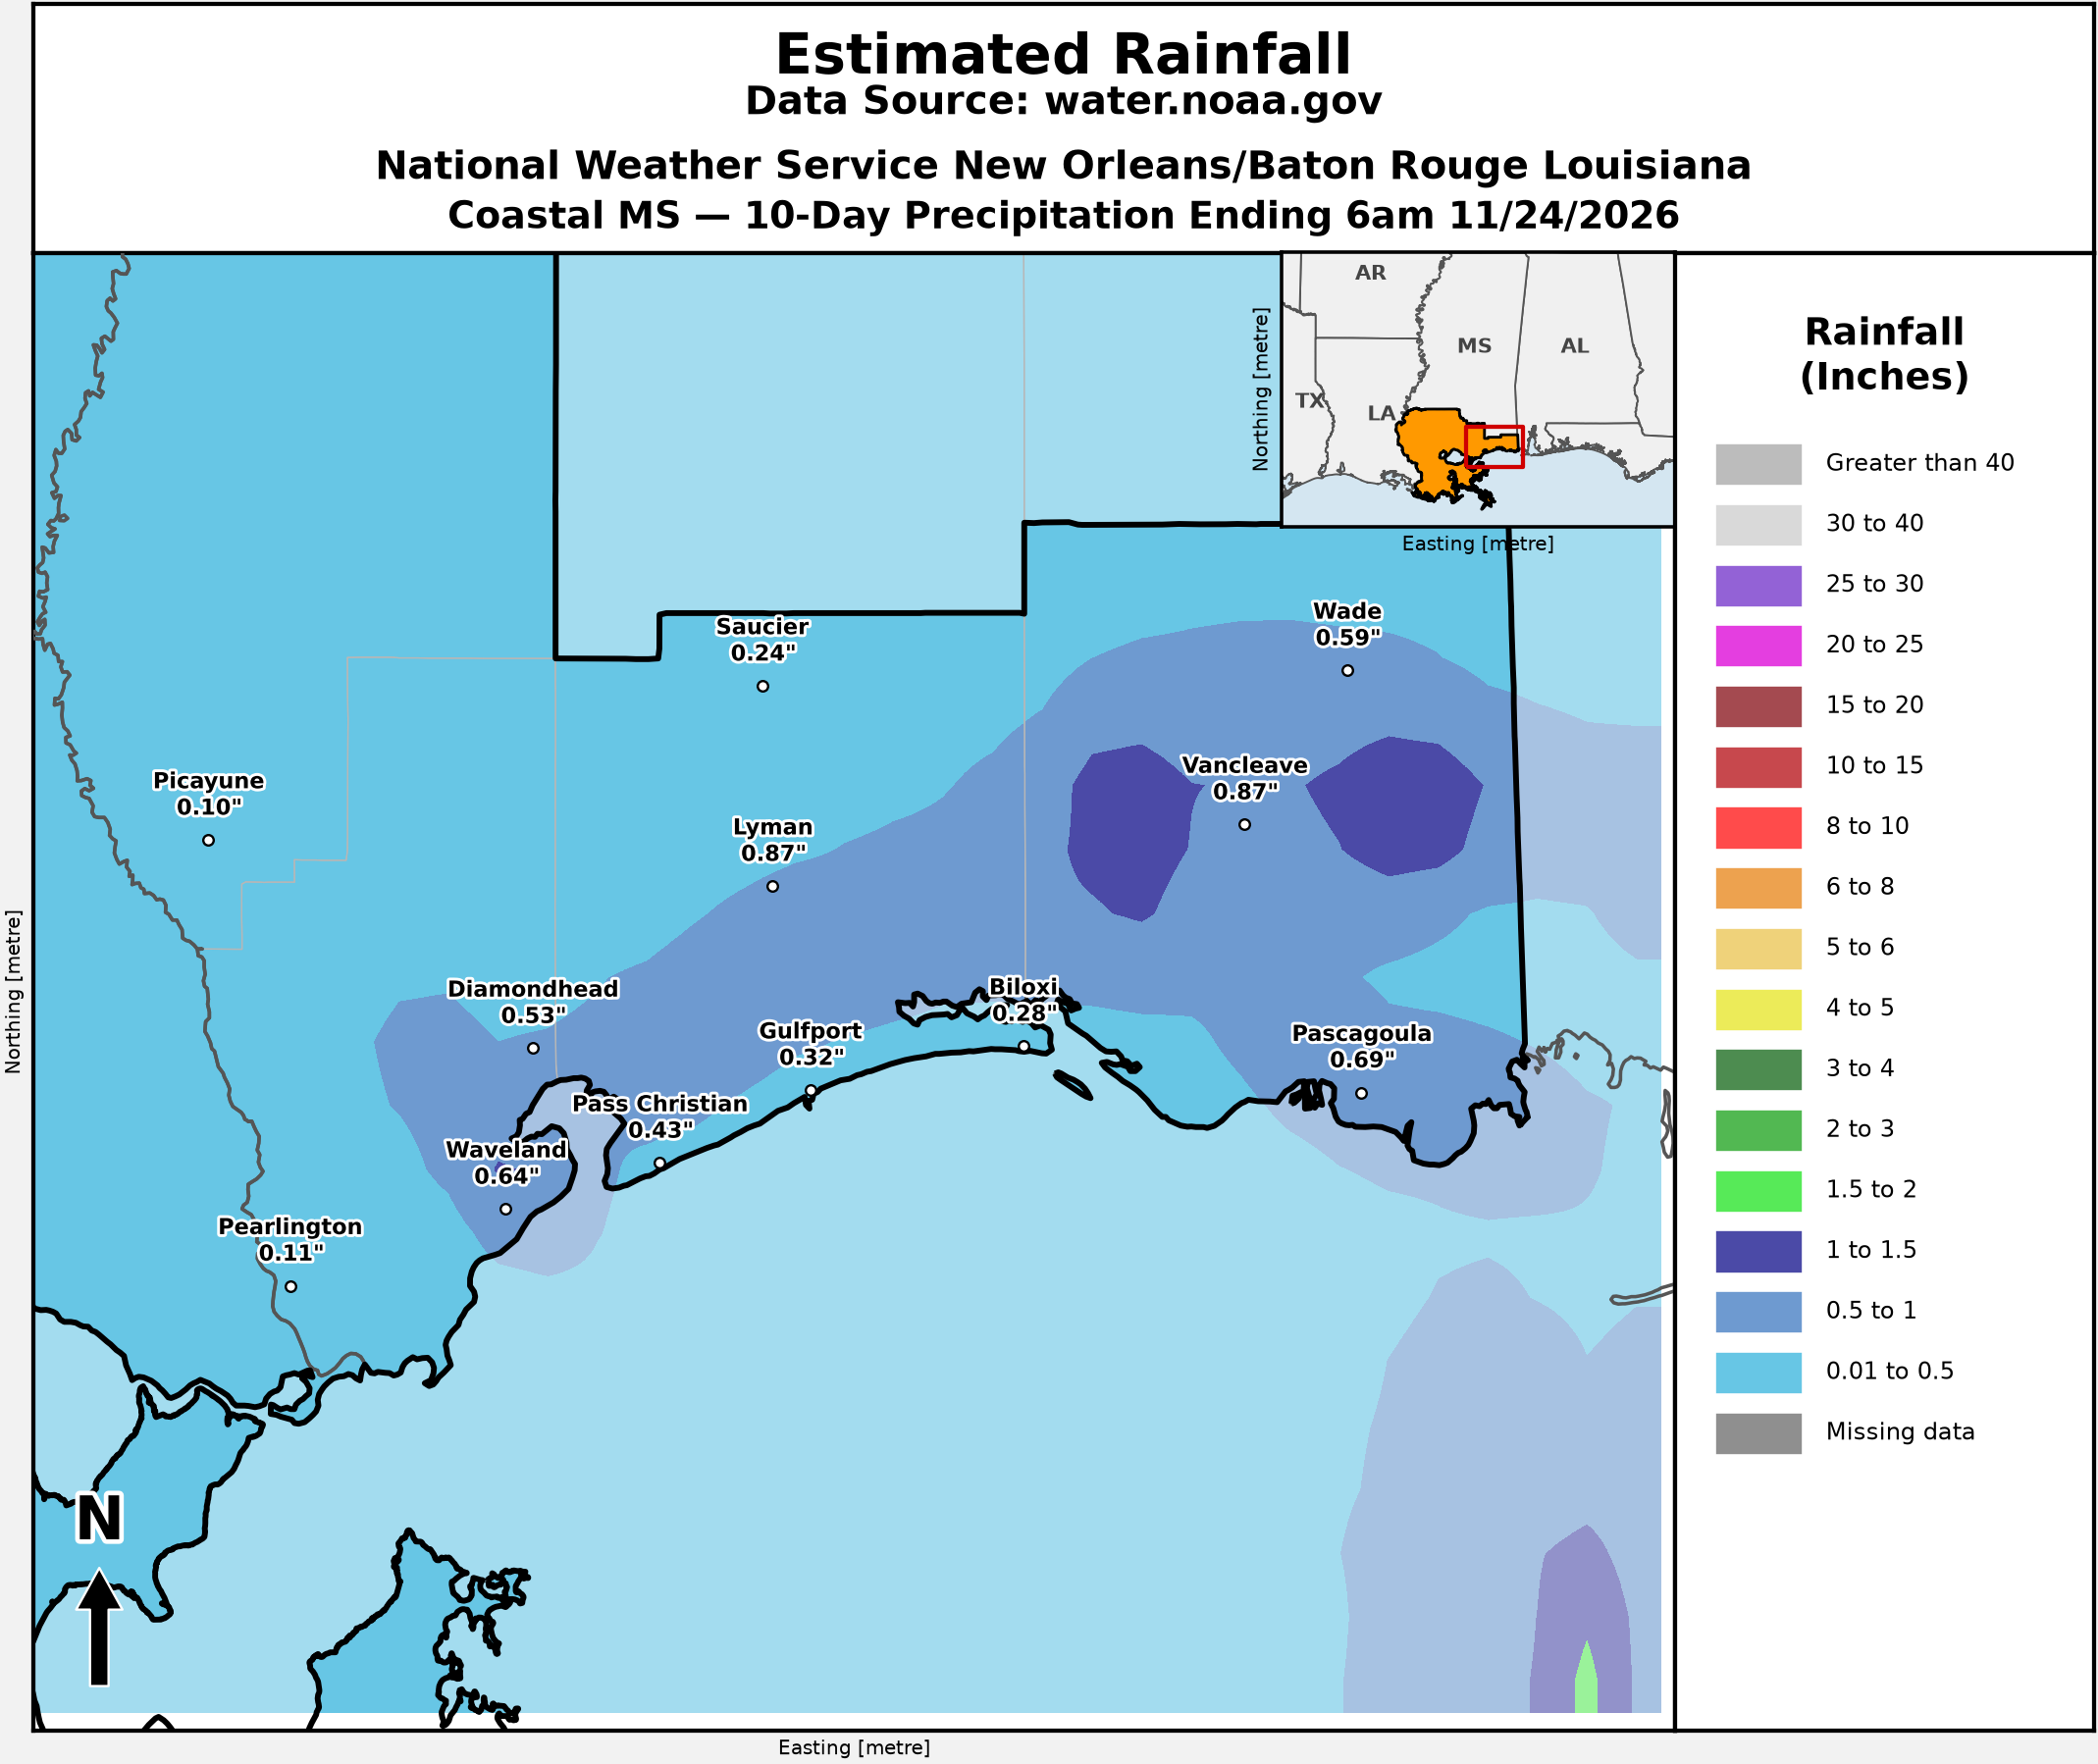 Estimated Rainfall
Data Source: water.noaa.gov
National Weather Service New Orleans/Baton Rouge Louisiana
Coastal MS — 10-Day Precipitation Ending 6am 11/24/2026
AR
MS
AL
TX
LA
Northing [metre]
Easting [metre]
Rainfall
(Inches)
Greater than 40
30 to 40
25 to 30
20 to 25
15 to 20
10 to 15
8 to 10
6 to 8
5 to 6
4 to 5
3 to 4
2 to 3
1.5 to 2
1 to 1.5
0.5 to 1
0.01 to 0.5
Missing data
Wade
0.59"
Saucier
0.24"
Vancleave
0.87"
Picayune
0.10"
Lyman
0.87"
Diamondhead
0.53"
Biloxi
0.28"
Gulfport
0.32"
Pascagoula
0.69"
Pass Christian
0.43"
Waveland
0.64"
Pearlington
0.11"
N
Northing [metre]
Easting [metre]